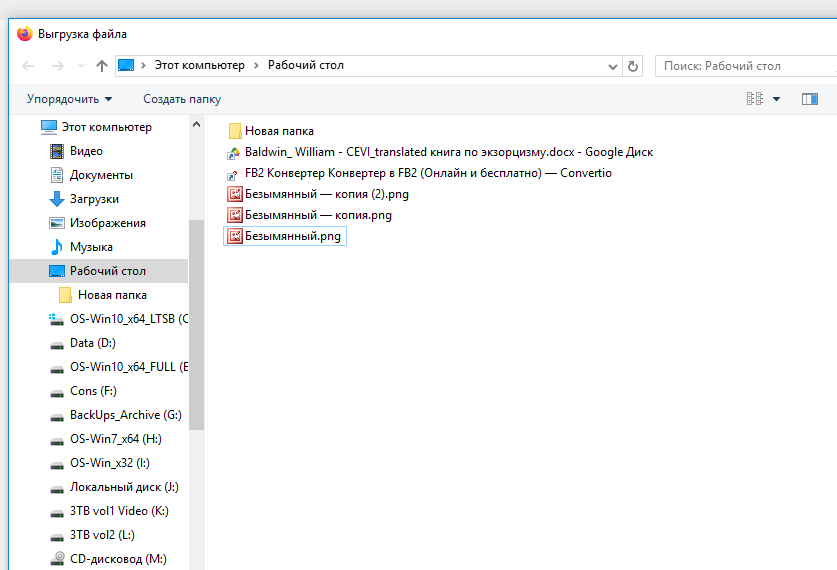 Выгрузка файла
Этот компьютер Рабочий стол
Поиск: Рабочий стол
Упорядочить Создать папку
Этот компьютер
Видео
Документы
Загрузки
Изображения
Музыка
Рабочий стол
Новая папка
OS-Win10_x64_LTSB (C
Data (D:)
OS-Win10_x64_FULL (E
Cons (F:)
BackUps_Archive (G:)
OS-Win7_x64 (H:)
OS-Win_x32 (I:)
Локальный диск (J:)
3TB vol1 Video (K:)
3TB vol2 (L:)
CD-дисковод (M:)
Новая папка
Baldwin_ William - CEVI_translated книга по экзорцизму.docx - Google Диск
FB2 Конвертер Конвертер в FB2 (Онлайн и бесплатно) — Convertio
Безымянный — копия (2).png
Безымянный — копия.png
Безымянный.png